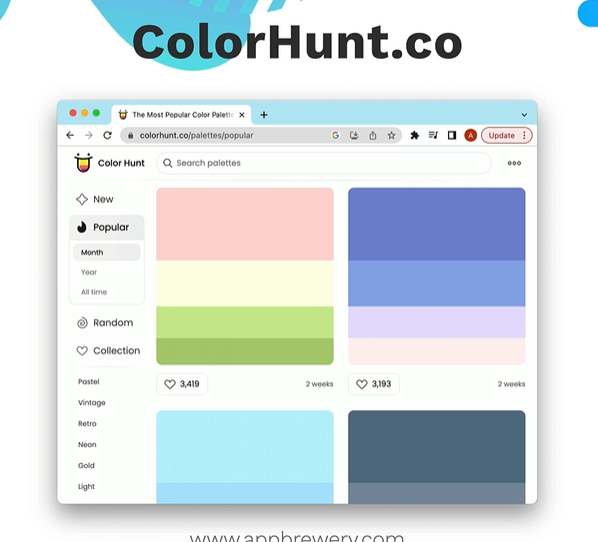 ColorHunt.co
The Most Popular Color Palett
colorhunt.co/palettes/popular
A
Update
Color Hunt
Search palettes
New
Popular
Month
Year
All time
Random
Collection
Pastel
Vintage
Retro
Neon
Gold
Light
3,419
2 weeks
3,193
2 weeks
www.appbrewery.com